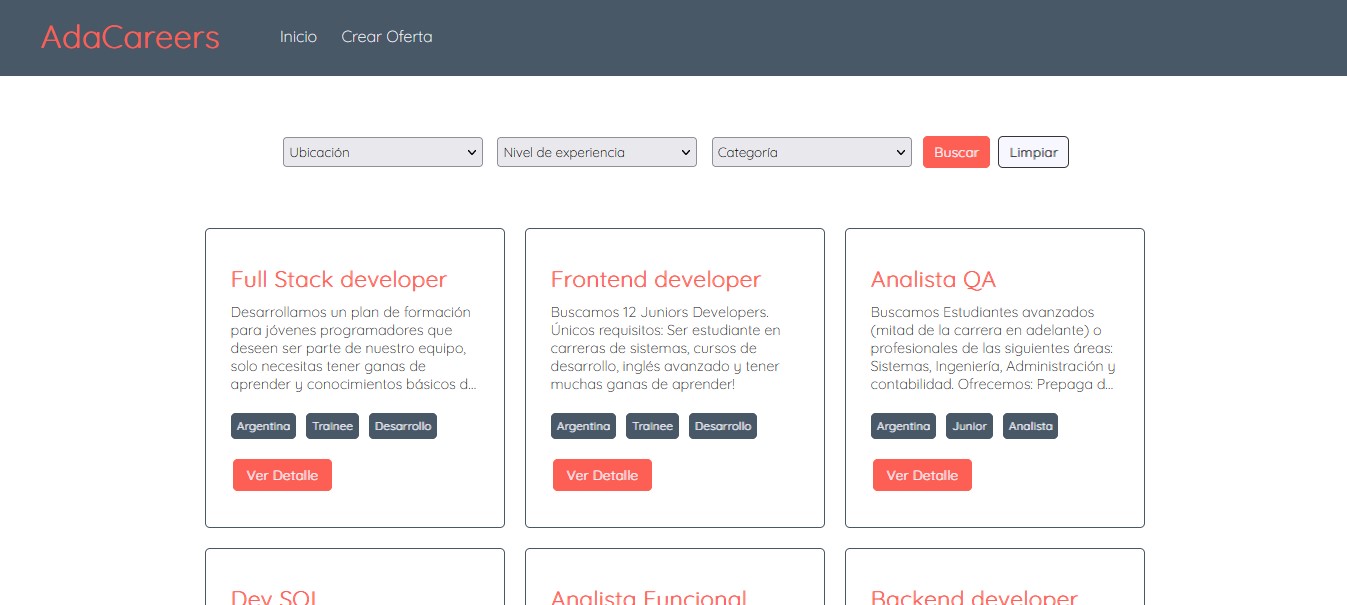 AdaCareers
Inicio
Crear Oferta
Ubicación
Nivel de experiencia
Categoría
Buscar
Limpiar
Full Stack developer
Desarrollamos un plan de formación
para jóvenes programadores que
deseen ser parte de nuestro equipo,
solo necesitas tener ganas de
aprender y conocimientos básicos d...
Argentina
Trainee
Desarrollo
Ver Detalle
Frontend developer
Buscamos 12 Juniors Developers.
Únicos requisitos: Ser estudiante en
carreras de sistemas, cursos de
desarrollo, inglés avanzado y tener
muchas ganas de aprender!
Argentina
Trainee
Desarrollo
Ver Detalle
Analista QA
Buscamos Estudiantes avanzados
(mitad de la carrera en adelante) o
profesionales de las siguientes áreas:
Sistemas, Ingeniería, Administración y
contabilidad. Ofrecemos: Prepaga d...
Argentina
Junior
Analista
Ver Detalle
Dev SQL
Analista Funcional
Backend developer